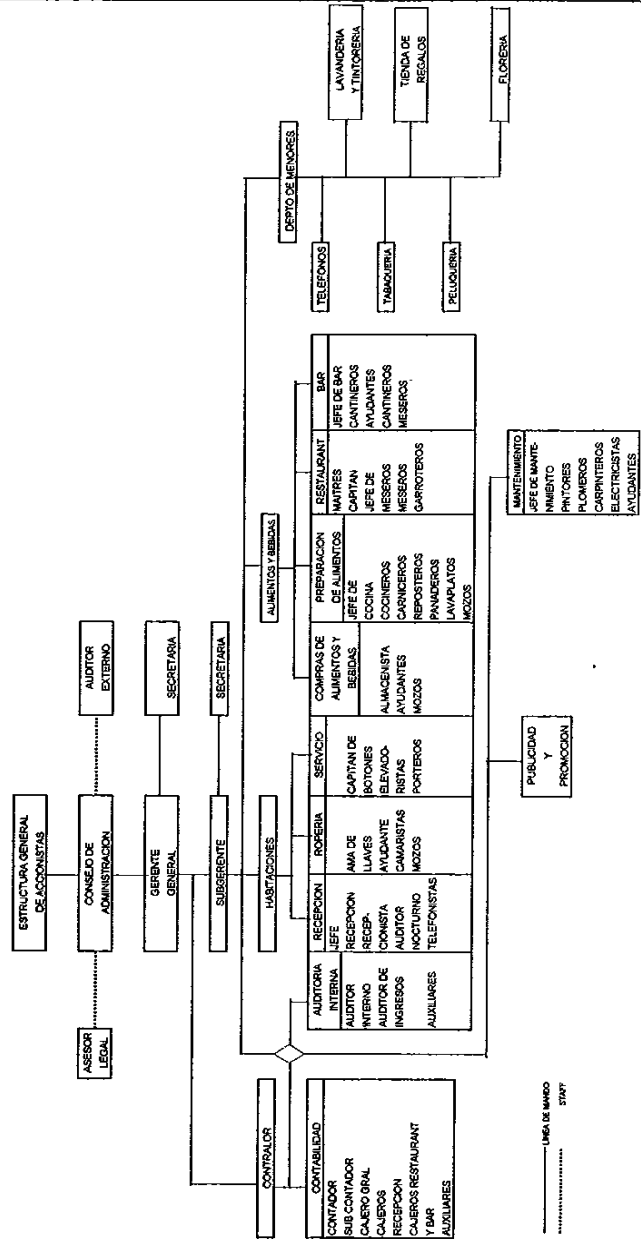 ESTRUCTURA GENERAL
DE ACCIONISTAS
ASESOR
LEGAL
CONSEJO DE
ADMINISTRACION
AUDITOR
EXTERNO
GERENTE
GENERAL
SECRETARIA
SUBGERENTE
SECRETARIA
CONTRALOR
HABITACIONES
ALIMENTOS Y BEBIDAS
DEPTO DE MENORES
CONTABILIDAD
CONTADOR
SUB CONTADOR
CAJERO GRAL
CAJEROS
RECEPCION
CAJEROS RESTAURANT
Y BAR
AUXILIARES
AUDITORIA
INTERNA
AUDITOR
INTERNO
AUDITOR DE
INGRESOS
AUXILIARES
RECEPCION
JEFE
RECEPCION
RECEP-
CIONISTA
AUDITOR
NOCTURNO
TELEFONISTAS
ROPERIA
AMA DE
LLAVES
AYUDANTE
CAMARISTAS
MOZOS
SERVICIO
CAPITAN DE
BOTONES
ELEVADO-
RISTAS
PORTEROS
COMPRAS DE
ALIMENTOS Y
BEBIDAS
ALMACENISTA
AYUDANTES
MOZOS
PREPARACION
DE ALIMENTOS
JEFE DE
COCINA
COCINEROS
CARNICEROS
REPOSTEROS
PANADEROS
LAVAPLATOS
MOZOS
RESTAURANT
MAITRES
CAPITAN
JEFE DE
MESEROS
MESEROS
GARROTEROS
BAR
JEFE DE BAR
CANTINEROS
AYUDANTES
CANTINEROS
MESEROS
TELEFONOS
TABAQUERIA
PELUQUERIA
LAVANDERIA
Y TINTORERIA
TIENDA DE
REGALOS
FLORERIA
PUBLICIDAD
Y
PROMOCION
MANTENIMIENTO
JEFE DE MANTE-
NIMIENTO
PINTORES
PLOMEROS
CARPINTEROS
ELECTRICISTAS
AYUDANTES
LINEA DE MANDO
STAFF